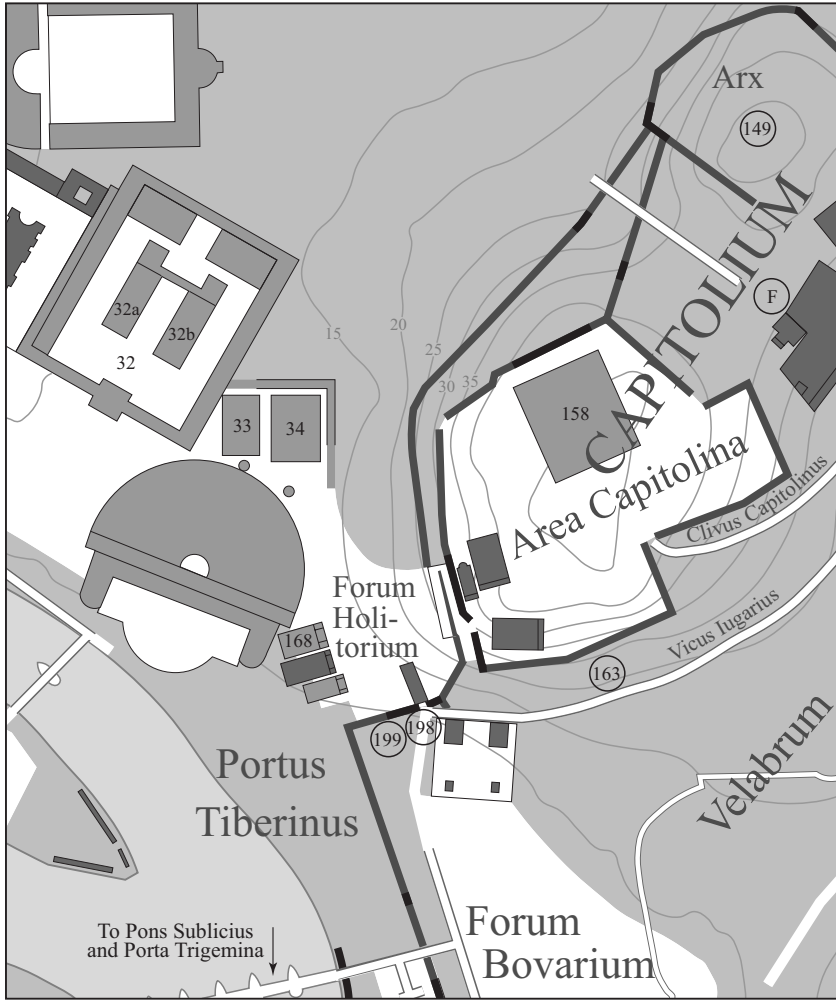 Arx
149
CAPITOLIUM
F
32a
32b
32
15
20
25
30
35
33
34
158
Area Capitolina
Clivus Capitolinus
Forum
Holi-
torium
168
Vicus Iugarius
163
198
199
Portus
Tiberinus
Velabrum
To Pons Sublicius
and Porta Trigemina
Forum
Bovarium